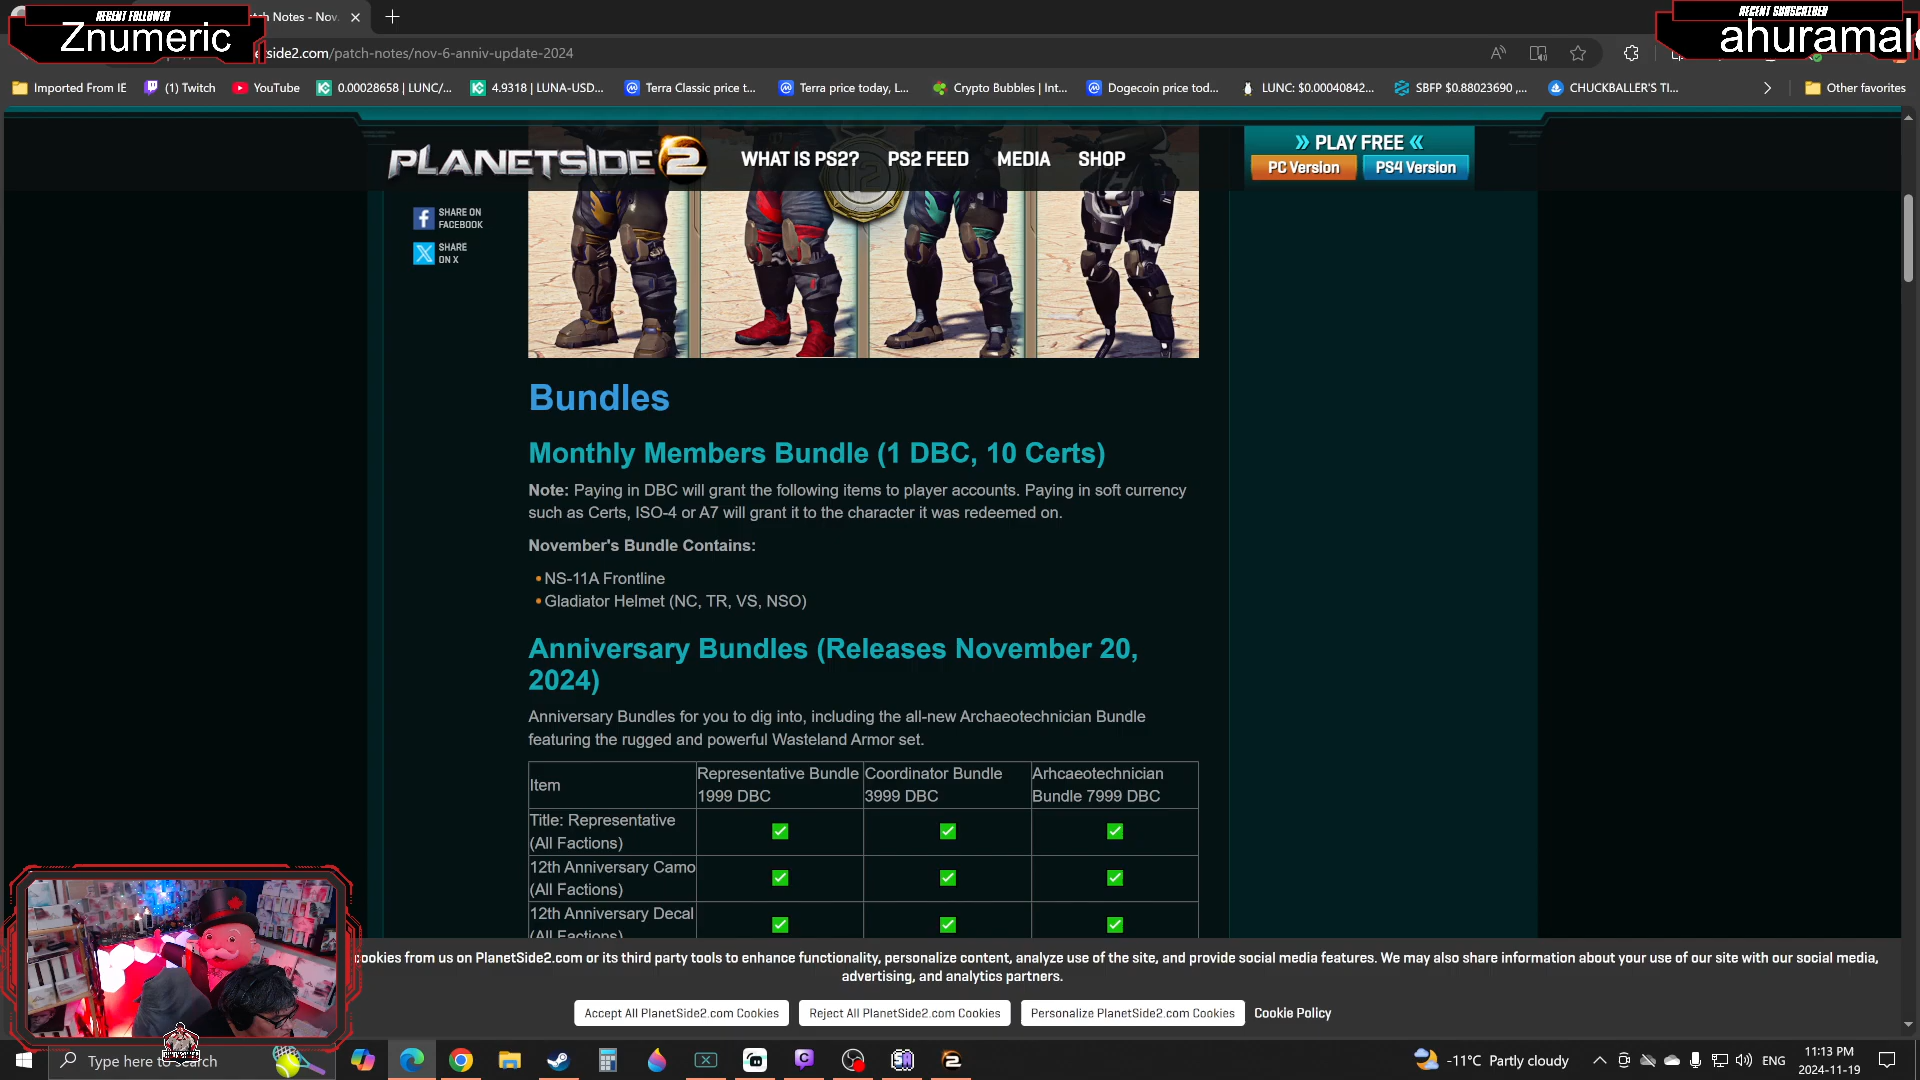 RECENT FOLLOWER
Znumeric
tch Notes - Nov.
RECENT SUBSCRIBER
ahuramal
side2.com/patch-notes/nov-6-anniv-update-2024
Imported From IE
(1) Twitch
YouTube
0.00028658 | LUNC/...
4.9318 | LUNA-USD...
Terra Classic price t...
Terra price today, L...
Crypto Bubbles | Int...
Dogecoin price tod...
LUNC: $0.00040842...
SBFP $0.88023690 ,...
CHUCKBALLER'S TI...
Other favorites
PLANETSIDE 2
WHAT IS PS2?
PS2 FEED
MEDIA
SHOP
PLAY FREE
PC Version
PS4 Version
12
SHARE ON
FACEBOOK
SHARE
ON X
Bundles
Monthly Members Bundle (1 DBC, 10 Certs)
Note: Paying in DBC will grant the following items to player accounts. Paying in soft currency
such as Certs, ISO-4 or A7 will grant it to the character it was redeemed on.
November's Bundle Contains:
NS-11A Frontline
Gladiator Helmet (NC, TR, VS, NSO)
Anniversary Bundles (Releases November 20,
2024)
Anniversary Bundles for you to dig into, including the all-new Archaeotechnician Bundle
featuring the rugged and powerful Wasteland Armor set.
Item
Representative Bundle
1999 DBC
Coordinator Bundle
3999 DBC
Arhcaeotechnician
Bundle 7999 DBC
Title: Representative
(All Factions)
12th Anniversary Camo
(All Factions)
12th Anniversary Decal
(All Factions)
cookies from us on PlanetSide2.com or its third party tools to enhance functionality, personalize content, analyze use of the site, and provide social media features. We may also share information about your use of our site with our social media,
advertising, and analytics partners.
Accept All PlanetSide2.com Cookies
Reject All PlanetSide2.com Cookies
Personalize PlanetSide2.com Cookies
Cookie Policy
Type here to search
-11°C Partly cloudy
ENG
11:13 PM
2024-11-19